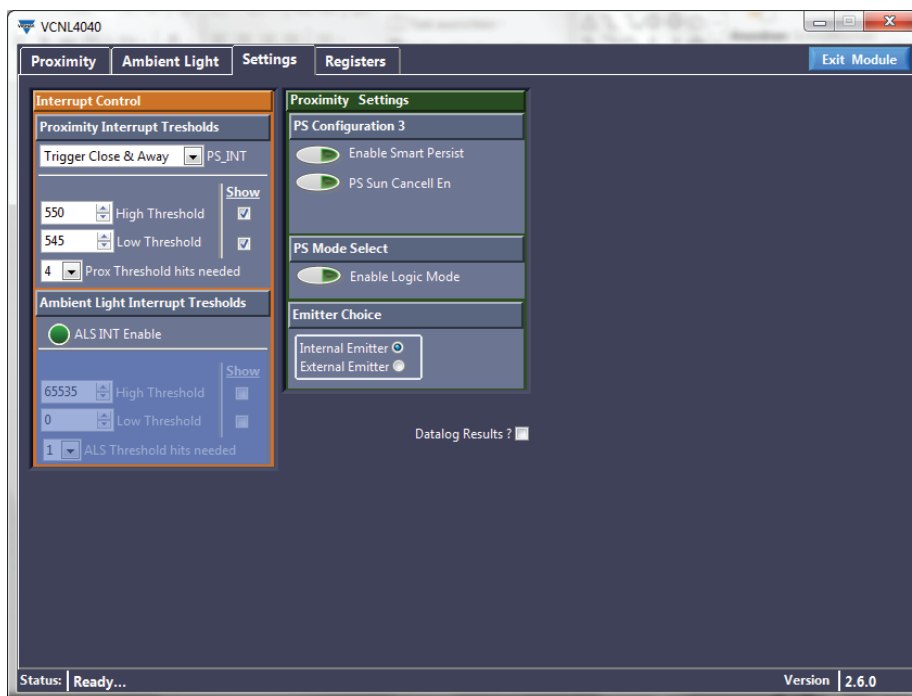 VCNL4040
Proximity Ambient Light Settings Registers Exit Module
Interrupt Control
Proximity Interrupt Tresholds
Trigger Close & Away PS_INT
Show
550 High Threshold
545 Low Threshold
4 Prox Threshold hits needed
Ambient Light Interrupt Tresholds
ALS INT Enable
Show
65535 High Threshold
0 Low Threshold
1 ALS Threshold hits needed
Proximity Settings
PS Configuration 3
Enable Smart Persist
PS Sun Cancell En
PS Mode Select
Enable Logic Mode
Emitter Choice
Internal Emitter
External Emitter
Datalog Results ?
Status: Ready... Version 2.6.0